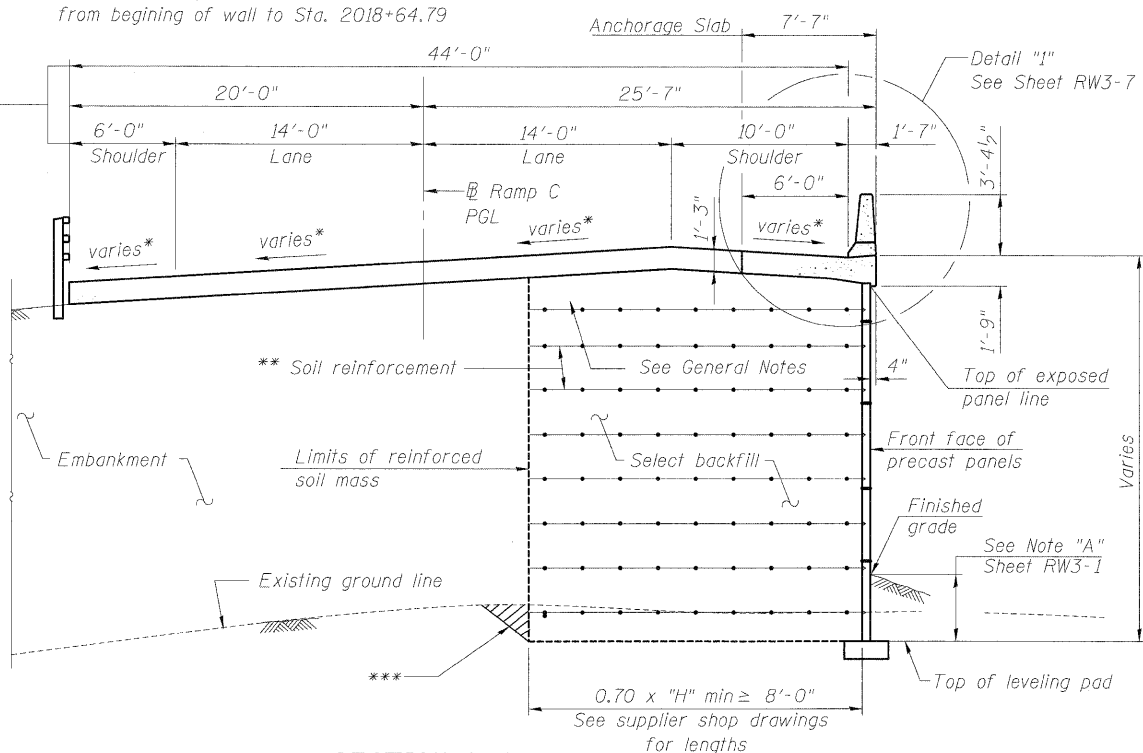 from begining of wall to Sta. 2018+64.79
Anchorage Slab
7'-7"
44'-0"
Detail "1"
See Sheet RW3-7
20'-0"
25'-7"
6'-0"
Shoulder
14'-0"
Lane
14'-0"
Lane
10'-0"
Shoulder
1'-7"
3'-4½"
6'-0"
℄ Ramp C
PGL
1'-3"
varies*
varies*
varies*
varies*
1'-9"
** Soil reinforcement
See General Notes
4"
Top of exposed
panel line
Embankment
Limits of reinforced
soil mass
Select backfill
Front face of
precast panels
Varies
Finished
grade
See Note "A"
Sheet RW3-1
Existing ground line
***
Top of leveling pad
0.70 x "H" min ≥ 8'-0"
See supplier shop drawings
for lengths